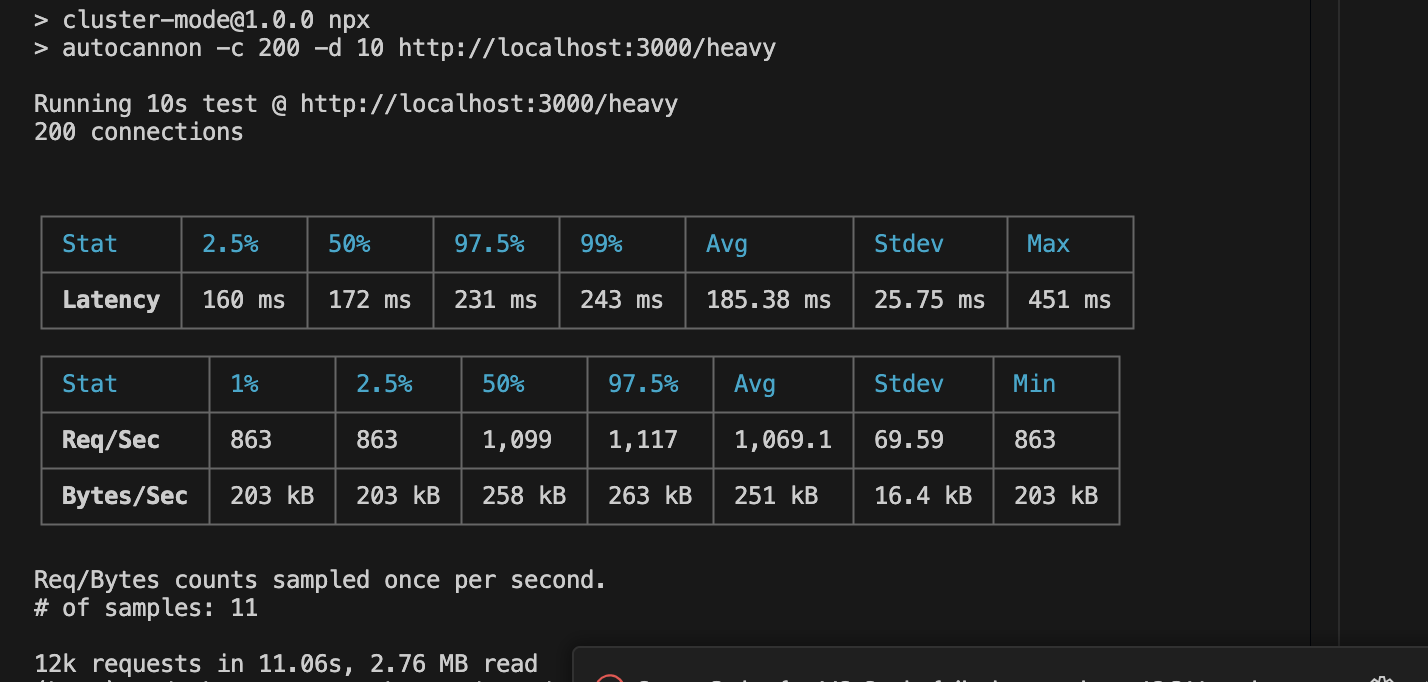 > cluster-mode@1.0.0 npx
> autocannon -c 200 -d 10 http://localhost:3000/heavy
Running 10s test @ http://localhost:3000/heavy
200 connections
Stat 2.5% 50% 97.5% 99% Avg Stdev Max
Latency 160 ms 172 ms 231 ms 243 ms 185.38 ms 25.75 ms 451 ms
Stat 1% 2.5% 50% 97.5% Avg Stdev Min
Req/Sec 863 863 1,099 1,117 1,069.1 69.59 863
Bytes/Sec 203 kB 203 kB 258 kB 263 kB 251 kB 16.4 kB 203 kB
Req/Bytes counts sampled once per second.
# of samples: 11
12k requests in 11.06s, 2.76 MB read